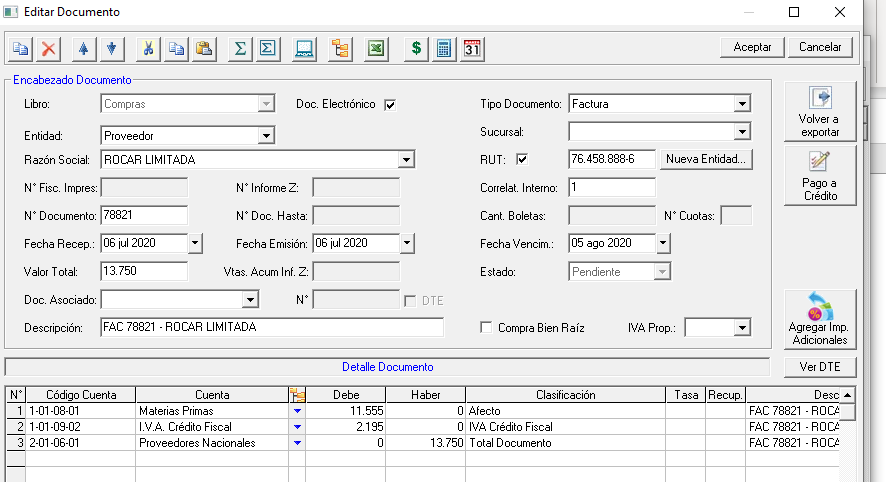 Editar Documento
Aceptar Cancelar
Encabezado Documento
Libro: Compras Doc. Electrónico Tipo Documento: Factura
Entidad: Proveedor Sucursal:
Razón Social: ROCAR LIMITADA RUT: 76.458.888-6 Nueva Entidad...
N° Fisc. Impres: N° Informe Z: Correlat. Interno: 1
N° Documento: 78821 N° Doc. Hasta: Cant. Boletas: N° Cuotas:
Fecha Recep.: 06 jul 2020 Fecha Emisión: 06 jul 2020 Fecha Vencim.: 05 ago 2020
Valor Total: 13.750 Vtas. Acum Inf. Z: Estado: Pendiente
Doc. Asociado: N° DTE
Descripción: FAC 78821 - ROCAR LIMITADA Compra Bien Raíz IVA Prop.:
Volver a
exportar
Pago a
Crédito
Agregar Imp.
Adicionales
Detalle Documento Ver DTE
N° Código Cuenta Cuenta Debe Haber Clasificación Tasa Recup. Desc
1 1-01-08-01 Materias Primas 11.555 0 Afecto FAC 78821 - ROCA
2 1-01-09-02 I.V.A. Crédito Fiscal 2.195 0 IVA Crédito Fiscal FAC 78821 - ROCA
3 2-01-06-01 Proveedores Nacionales 0 13.750 Total Documento FAC 78821 - ROCA